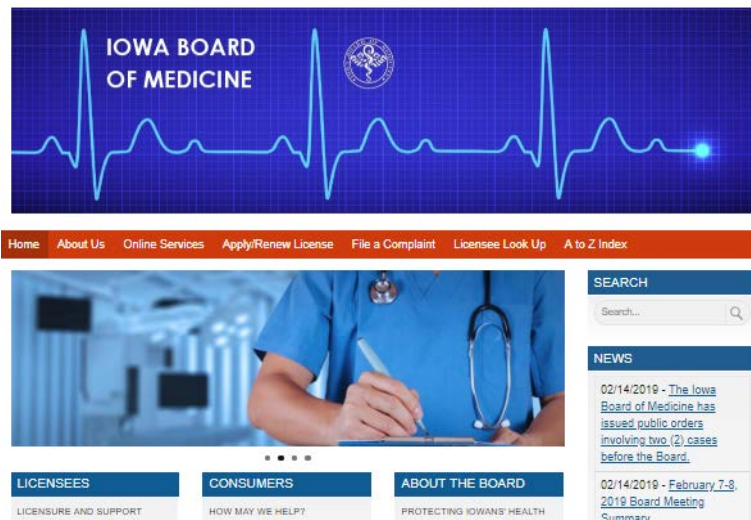 IOWA BOARD
OF MEDICINE
Home About Us Online Services Apply/Renew License File a Complaint Licensee Look Up A to Z Index
SEARCH
Search...
NEWS
02/14/2019 - The Iowa
Board of Medicine has
issued public orders
involving two (2) cases
before the Board.
02/14/2019 - February 7-8,
2019 Board Meeting
Summary
LICENSEES
LICENSURE AND SUPPORT
CONSUMERS
HOW MAY WE HELP?
ABOUT THE BOARD
PROTECTING IOWANS' HEALTH